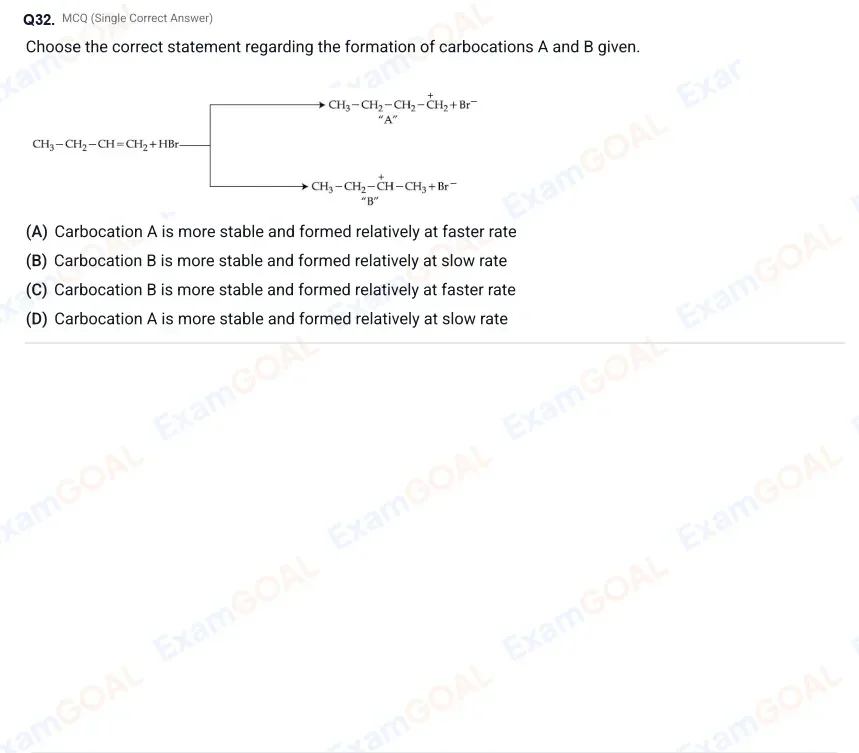 Q32. MCQ (Single Correct Answer)
Choose the correct statement regarding the formation of carbocations A and B given.
CH₃−CH₂−CH₂−C⁺H₂+Br⁻
"A"
CH₃−CH₂−CH=CH₂+HBr
CH₃−CH₂−C⁺H−CH₃+Br⁻
"B"
(A) Carbocation A is more stable and formed relatively at faster rate
(B) Carbocation B is more stable and formed relatively at slow rate
(C) Carbocation B is more stable and formed relatively at faster rate
(D) Carbocation A is more stable and formed relatively at slow rate
ExamGOAL